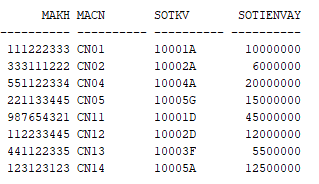 MAKH MACN SOTKV SOTIENVAY
---------- ---------- ---------- ----------
111222333 CN01 10001A 10000000
333111222 CN02 10002A 6000000
551122334 CN04 10004A 20000000
221133445 CN05 10005G 15000000
987654321 CN11 10001D 45000000
112233445 CN12 10002D 12000000
441122335 CN13 10003F 5500000
123123123 CN14 10005A 12500000